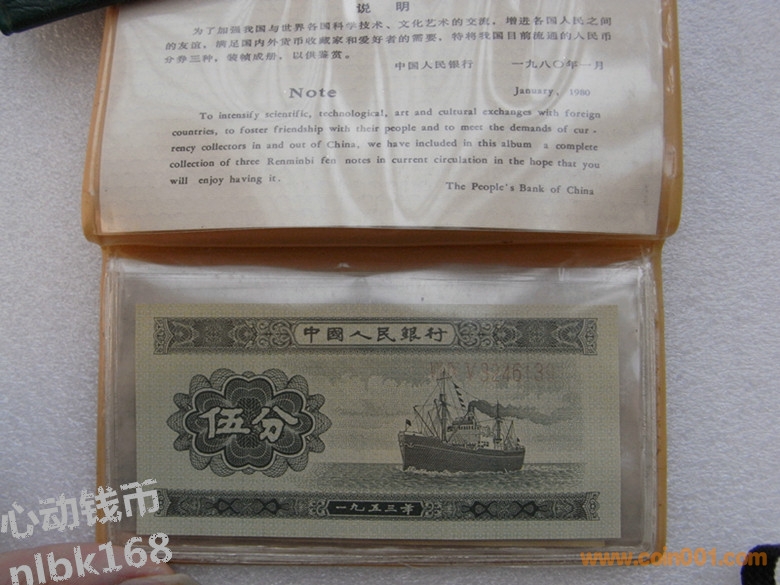 说 明
为了加强我国与世界各国科学技术、文化艺术的交流，增进各国人民之间
的友谊，满足国内外货币收藏家和爱好者的需要，特将我国目前流通的人民币
分券三种，装帧成册，以供鉴赏。
中国人民银行 一九八〇年一月
Note January, 1980
To intensify scientific, technological, art and cultural exchanges with foreign
countries, to foster friendship with their people and to meet the demands of cur-
rency collectors in and out of China, we have included in this album a complete
collection of three Renminbi fen notes in current circulation in the hope that you
will enjoy having it.
The People's Bank of China
中國人民銀行
V3246139
伍分
一九五三年
心动钱币
nlbk168
www.coin001.com